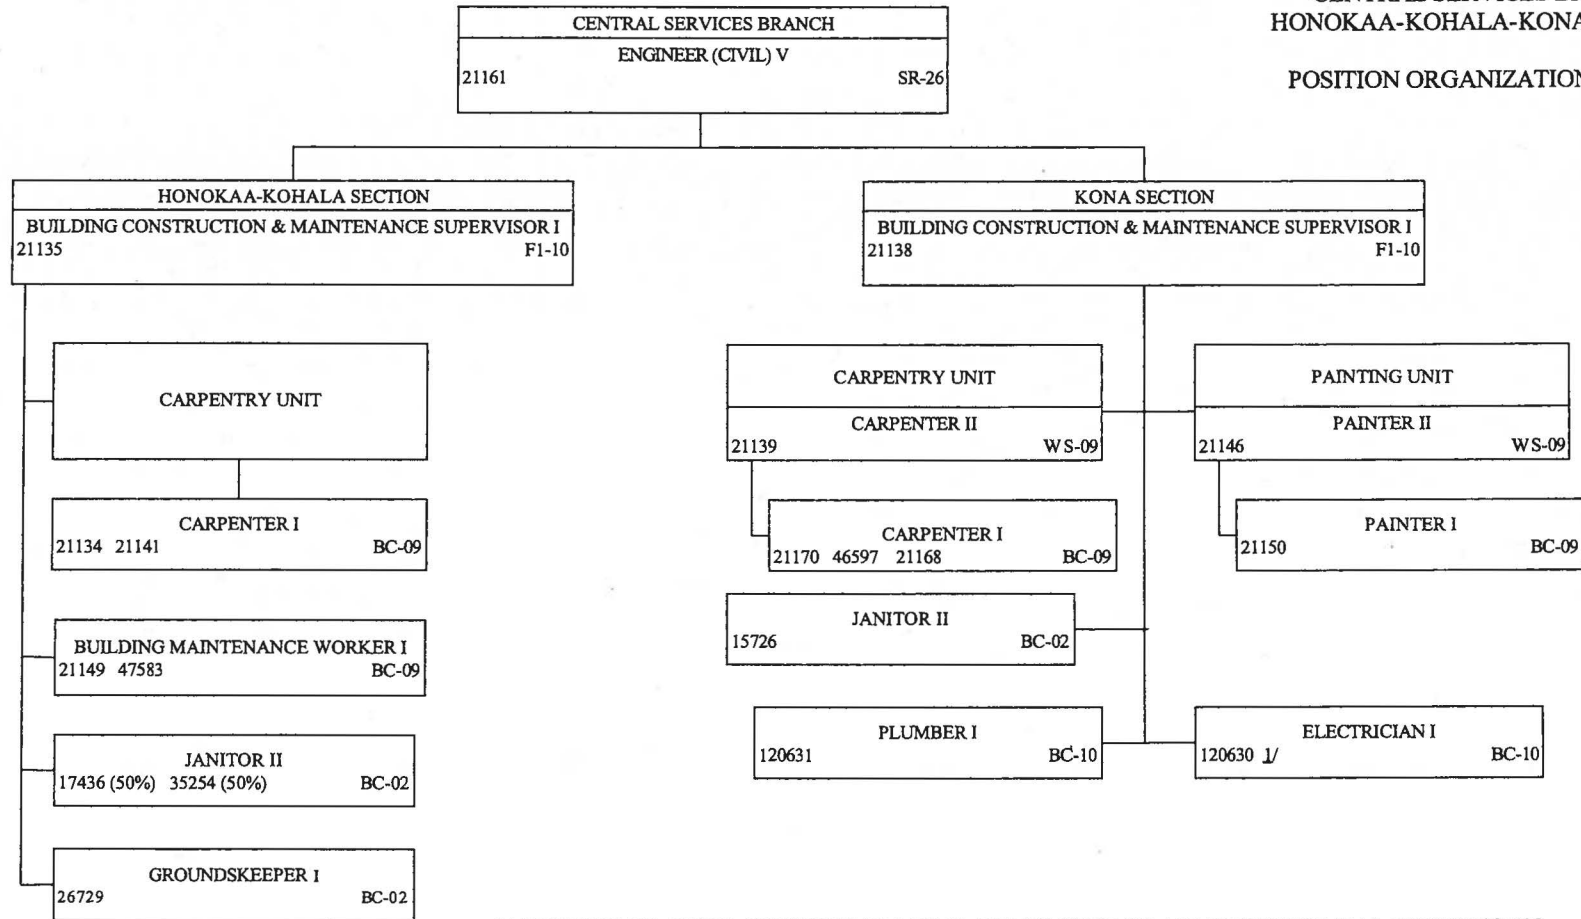 HONOKAA-KOHALA-KONA
POSITION ORGANIZATION
CENTRAL SERVICES BRANCH
ENGINEER (CIVIL) V
21161 SR-26
HONOKAA-KOHALA SECTION
BUILDING CONSTRUCTION & MAINTENANCE SUPERVISOR I
21135 F1-10
KONA SECTION
BUILDING CONSTRUCTION & MAINTENANCE SUPERVISOR I
21138 F1-10
CARPENTRY UNIT
CARPENTER I
21134 21141 BC-09
BUILDING MAINTENANCE WORKER I
21149 47583 BC-09
JANITOR II
17436 (50%) 35254 (50%) BC-02
GROUNDSKEEPER I
26729 BC-02
CARPENTRY UNIT
CARPENTER II
21139 WS-09
CARPENTER I
21170 46597 21168 BC-09
PAINTING UNIT
PAINTER II
21146 WS-09
PAINTER I
21150 BC-09
JANITOR II
15726 BC-02
PLUMBER I
120631 BC-10
ELECTRICIAN I
120630 1/ BC-10